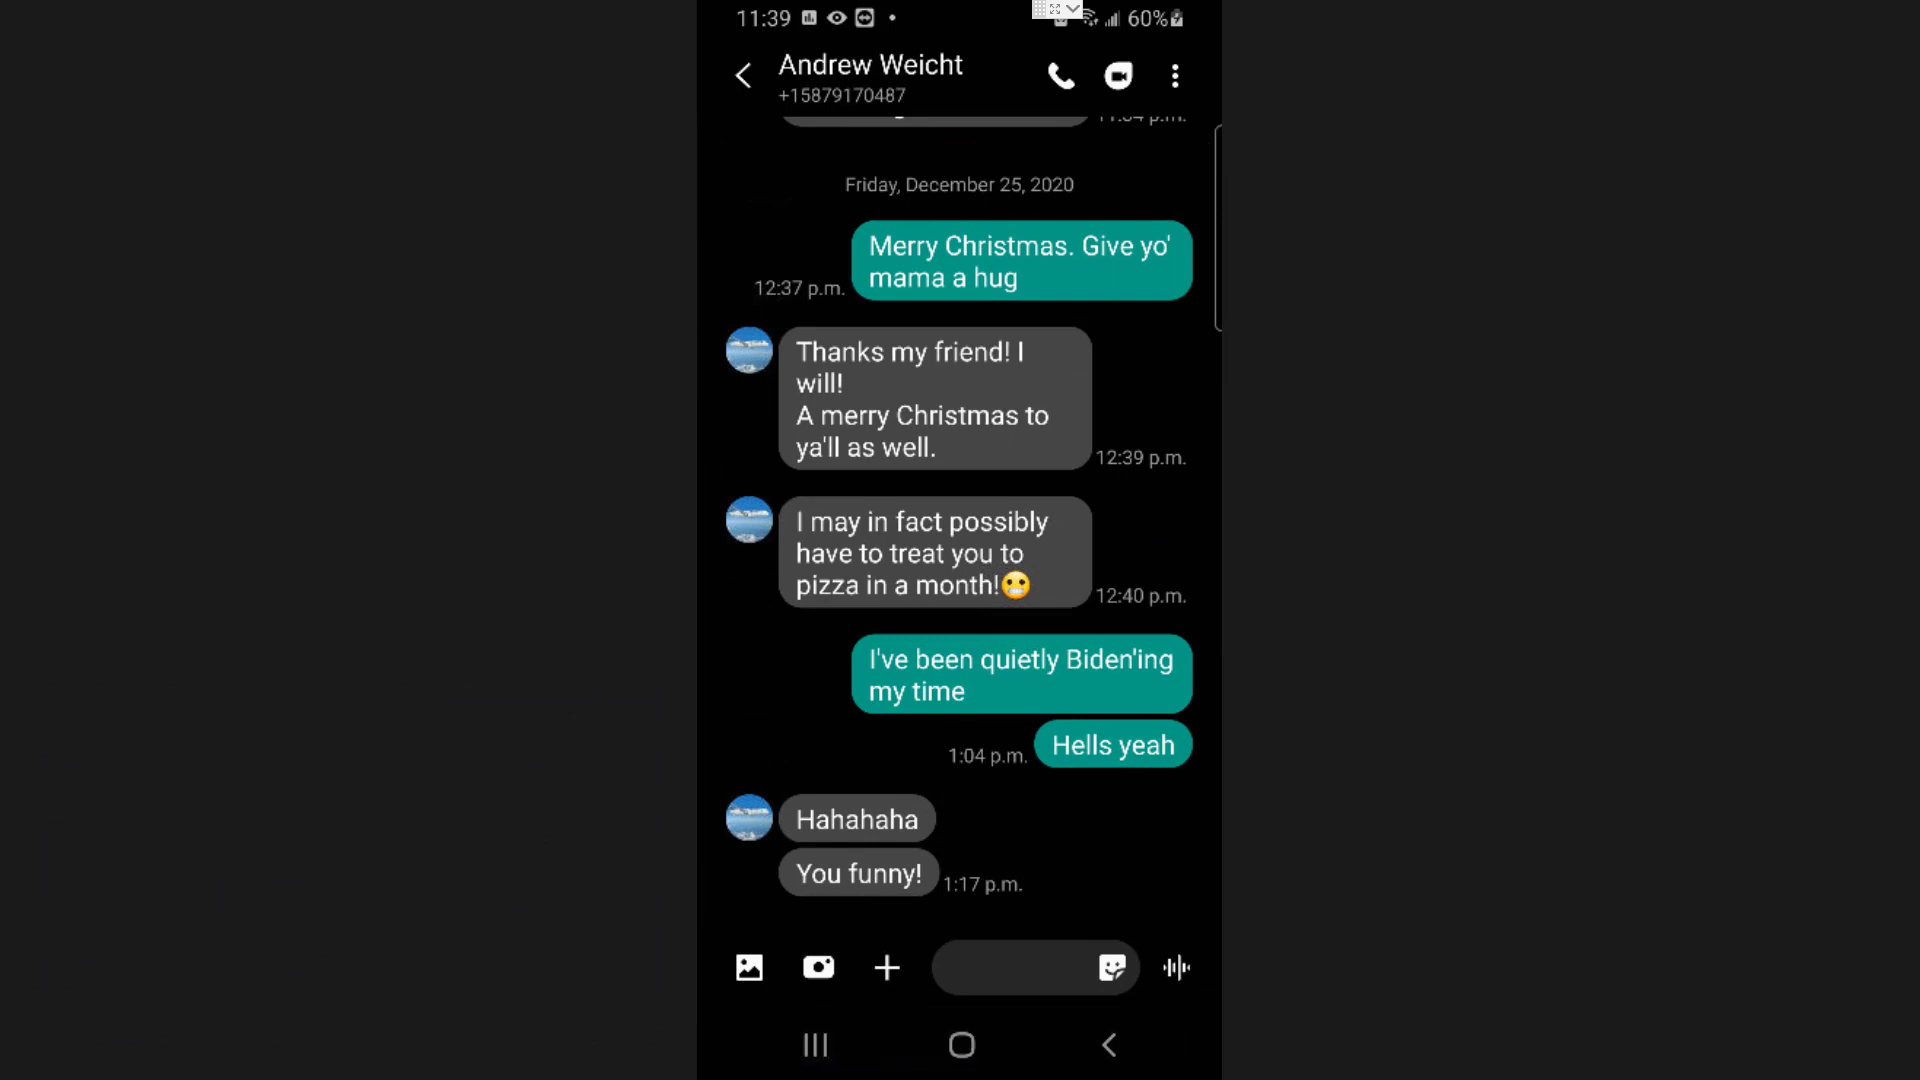 11:39
60%
Andrew Weicht
+15879170487
Friday, December 25, 2020
Merry Christmas. Give yo'
mama a hug
12:37 p.m.
Thanks my friend! I
will!
A merry Christmas to
ya'll as well.
12:39 p.m.
I may in fact possibly
have to treat you to
pizza in a month!😬
12:40 p.m.
I've been quietly Biden'ing
my time
Hells yeah
1:04 p.m.
Hahahaha
You funny!
1:17 p.m.